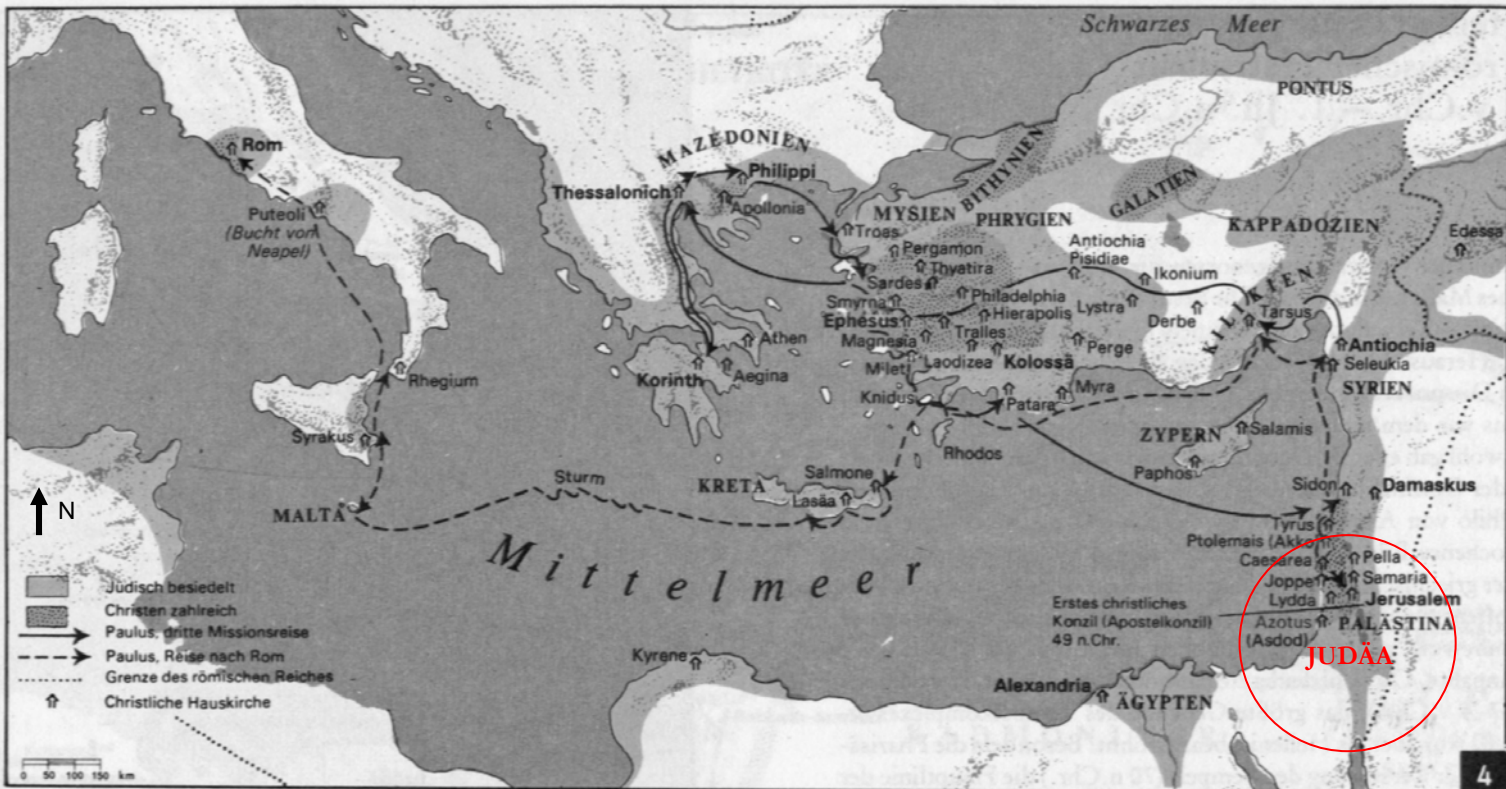 Schwarzes Meer
PONTUS
Rom
MAZEDONIEN
Philippi
BITHYNIEN
GALATIEN
Thessalonich
Apollonia
MYSIEN
PHRYGIEN
KAPPADOZIEN
Puteoli
(Bucht von
Neapel)
Troas
Edessa
Pergamon
Antiochia
Pisidiae
Thyatira
Ikonium
Sardes
Philadelphia
KILIKIEN
Smyrna
Hierapolis
Lystra
Derbe
Tarsus
Ephesus
Tralles
Athen
Magnesia
Perge
Antiochia
Korinth
Aegina
Milet
Laodizea
Kolossä
Seleukia
Rhegium
SYRIEN
Knidus
Patara
Myra
Syrakus
Rhodos
ZYPERN
Salamis
Paphos
Sturm
Salmone
KRETA
Lasäa
Sidon
Damaskus
N
MALTA
Tyrus
Ptolemais (Akko)
Mittelmeer
Caesarea
Pella
Joppe
Samaria
Lydda
Jerusalem
Erstes christliches
Konzil (Apostelkonzil)
49 n.Chr.
Azotus
(Asdod)
PALÄSTINA
JUDÄA
Kyrene
Alexandria
ÄGYPTEN
Jüdisch besiedelt
Christen zahlreich
Paulus, dritte Missionsreise
Paulus, Reise nach Rom
Grenze des römischen Reiches
Christliche Hauskirche
0 50 100 150 km
4